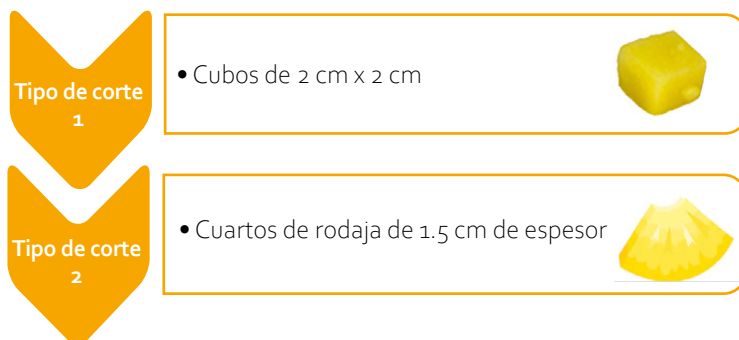 Tipo de corte
1
• Cubos de 2 cm x 2 cm
Tipo de corte
2
• Cuartos de rodaja de 1.5 cm de espesor